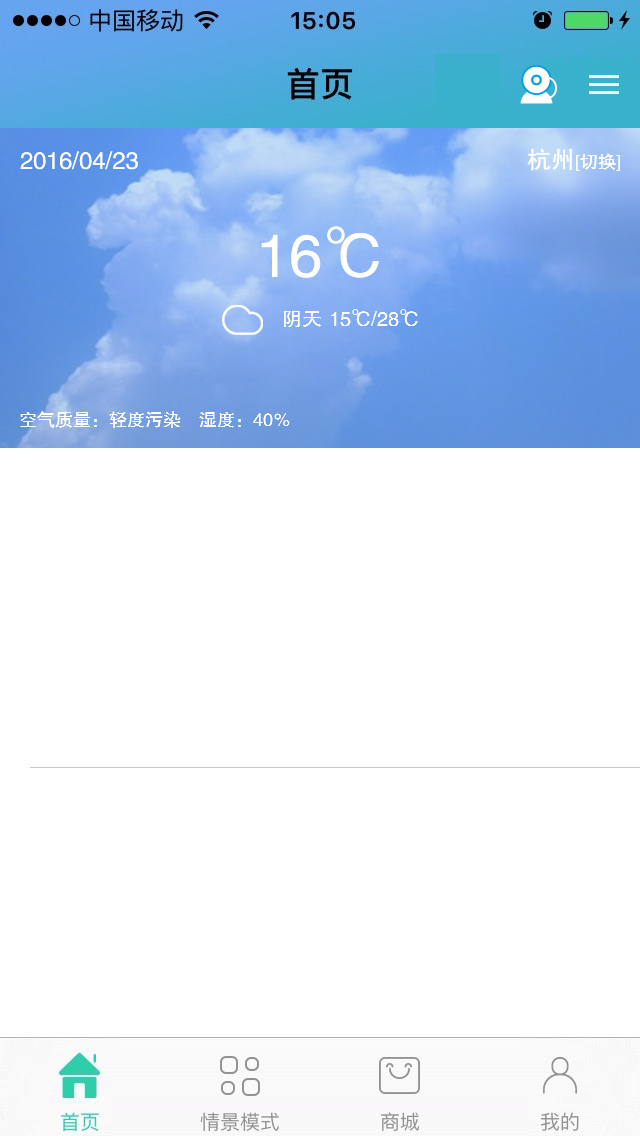 中国移动 15:05
首页
2016/04/23 杭州[切换]
16℃
阴天 15℃/28℃
空气质量：轻度污染 湿度：40%
首页 情景模式 商城 我的